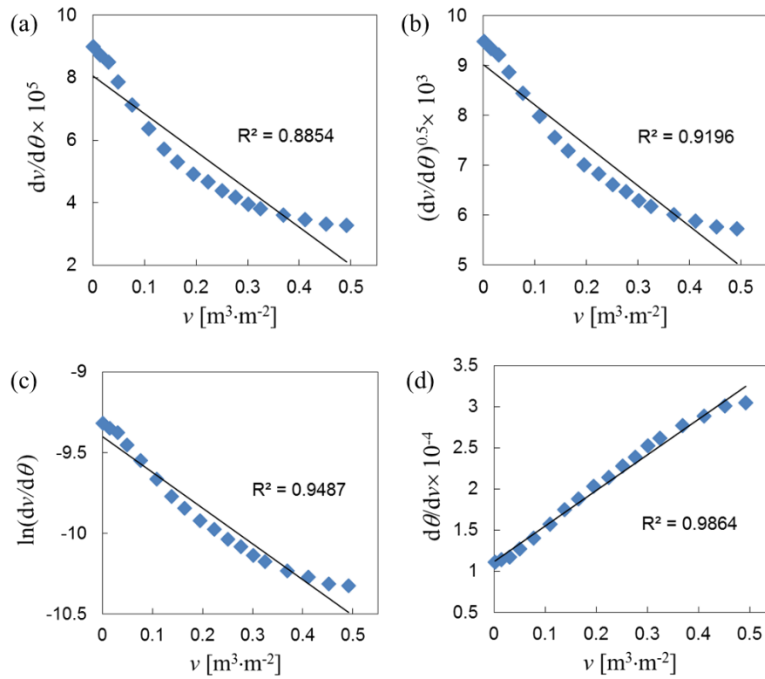 (a)
10
8
6
4
2
dv/dθ × 10⁵
R² = 0.8854
0 0.1 0.2 0.3 0.4 0.5
v [m³·m⁻²]
(b)
10
9
8
7
6
5
(dv/dθ)⁰·⁵ × 10³
R² = 0.9196
0 0.1 0.2 0.3 0.4 0.5
v [m³·m⁻²]
(c)
-9
-9.5
-10
-10.5
ln(dv/dθ)
R² = 0.9487
0 0.1 0.2 0.3 0.4 0.5
v [m³·m⁻²]
(d)
3.5
3
2.5
2
1.5
1
0.5
dθ/dv × 10⁻⁴
R² = 0.9864
0 0.1 0.2 0.3 0.4 0.5
v [m³·m⁻²]